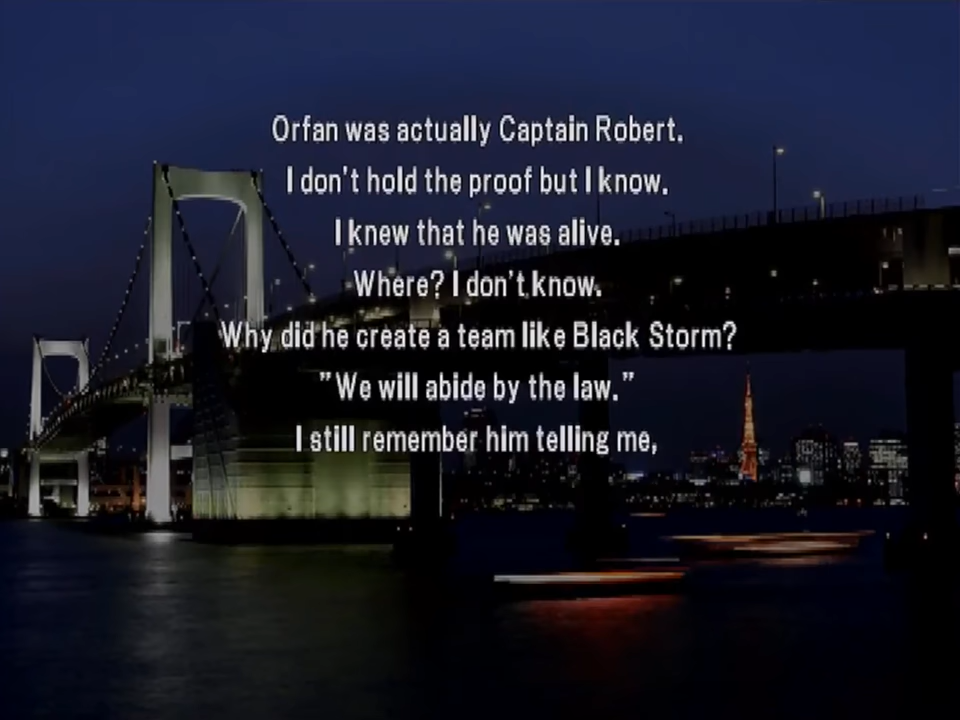 Orfan was actually Captain Robert.
I don't hold the proof but I know.
I knew that he was alive.
Where? I don't know.
Why did he create a team like Black Storm?
"We will abide by the law."
I still remember him telling me,